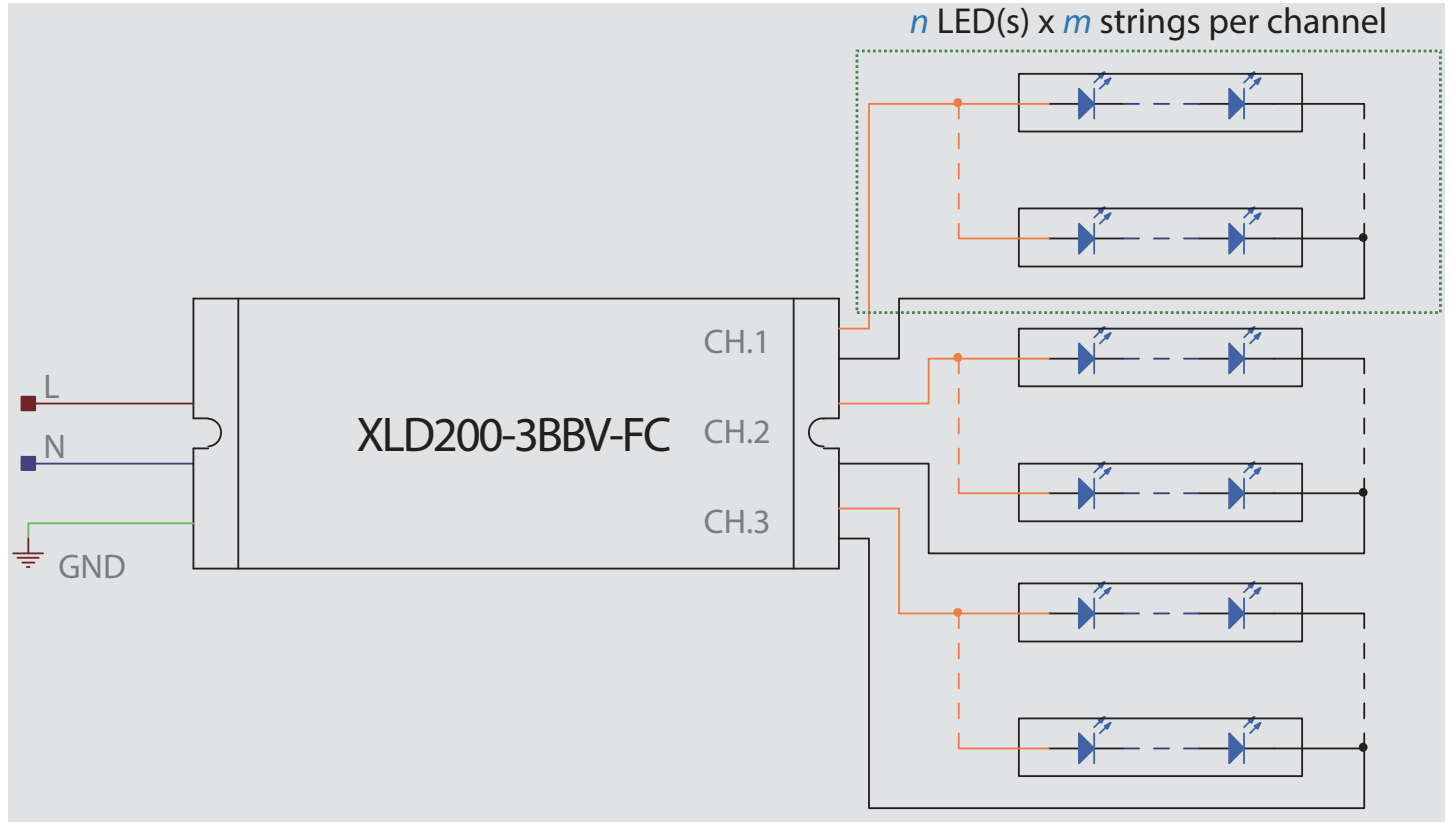 n LED(s) x m strings per channel
CH.1
L
XLD200-3BBV-FC
CH.2
N
CH.3
GND